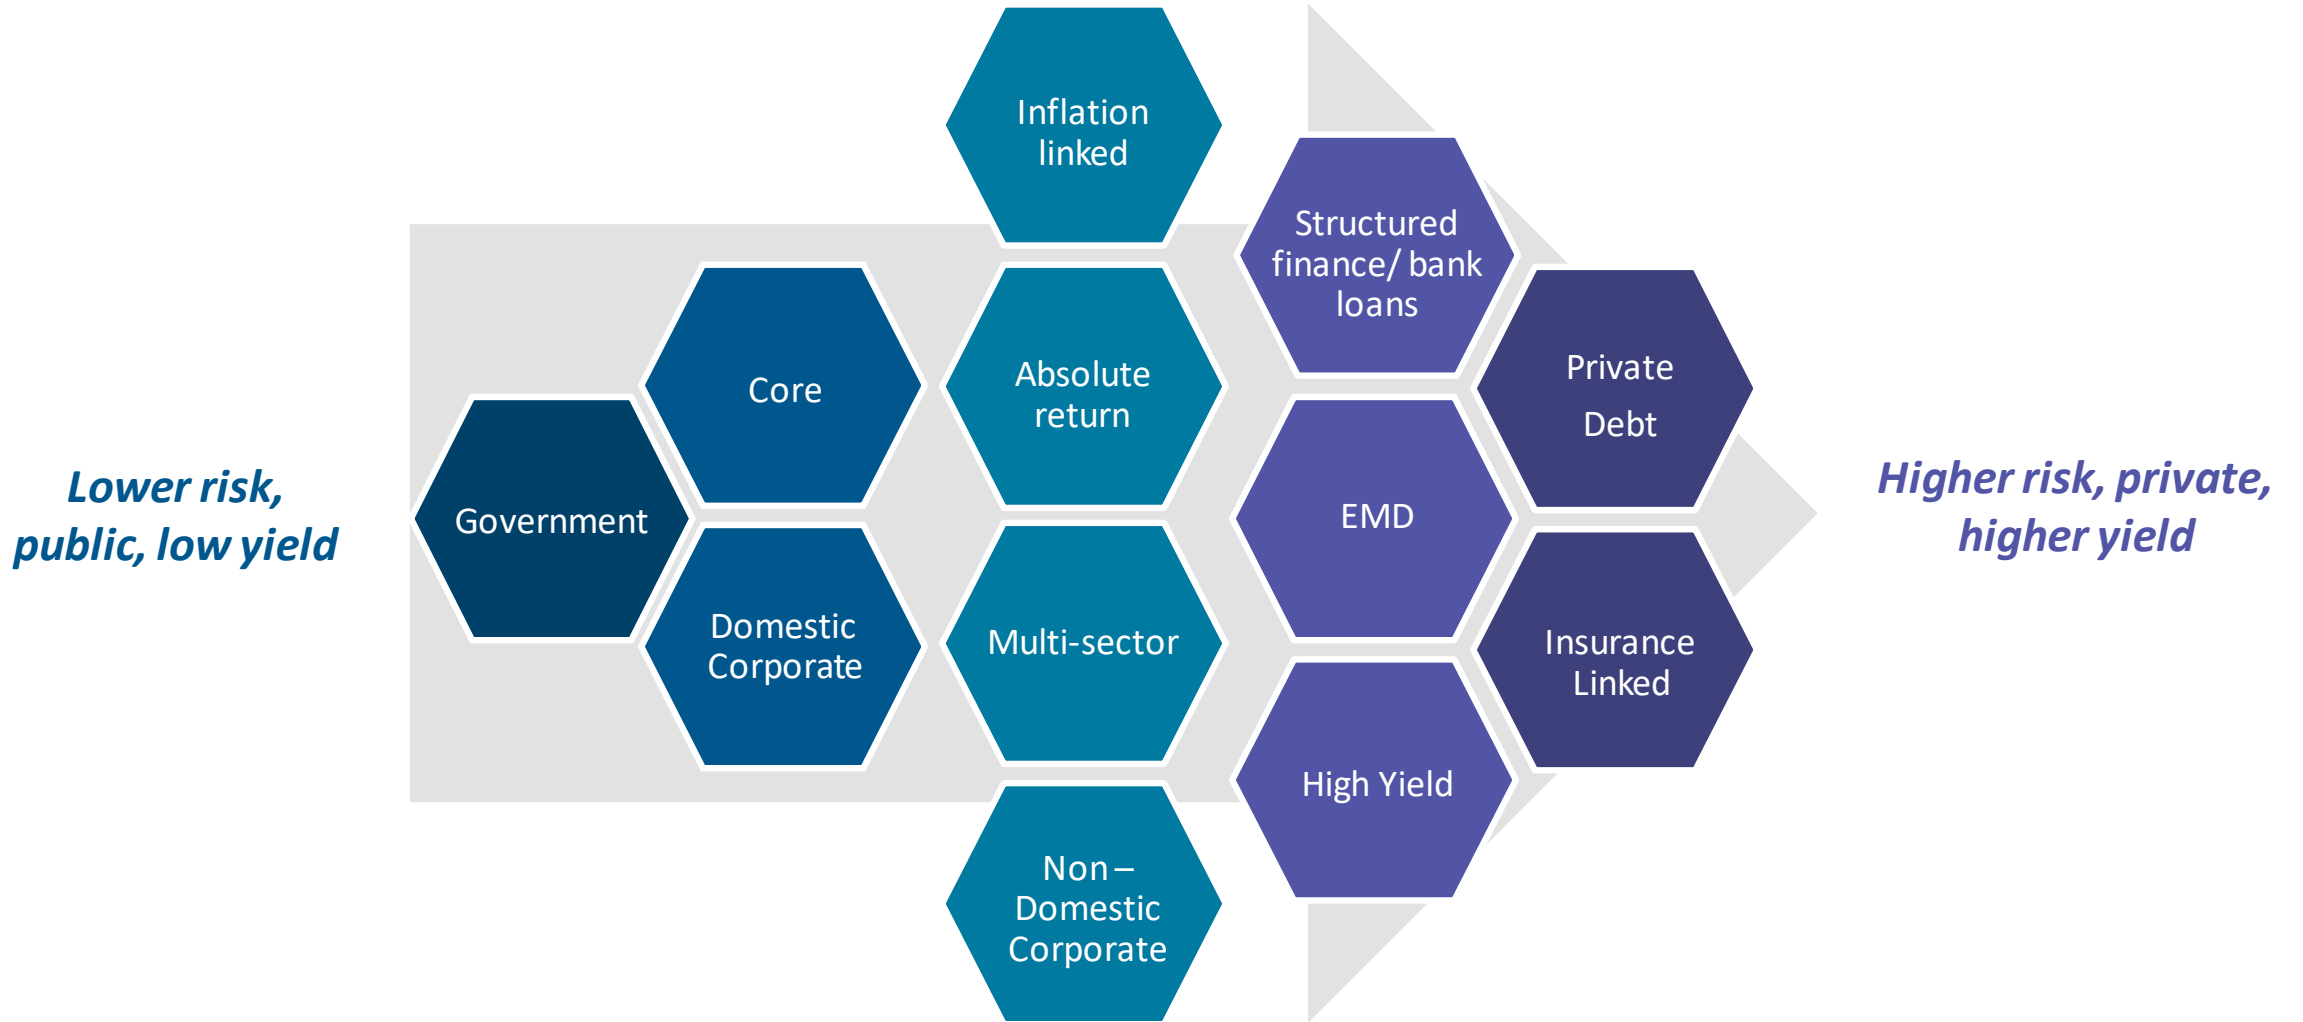 Lower risk,
public, low yield
Government
Core
Domestic
Corporate
Inflation
linked
Absolute
return
Multi-sector
Non –
Domestic
Corporate
Structured
finance/ bank
loans
EMD
High Yield
Private
Debt
Insurance
Linked
Higher risk, private,
higher yield